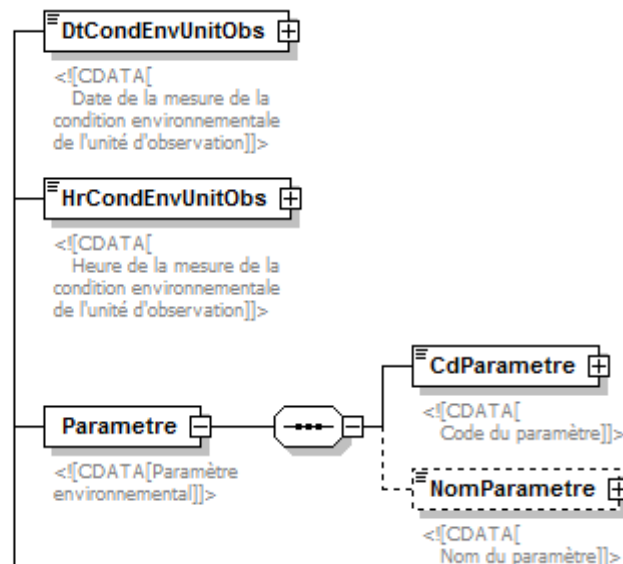 DtCondEnvUnitObs
<![CDATA[
Date de la mesure de la
condition environnementale
de l'unité d'observation]]>
HrCondEnvUnitObs
<![CDATA[
Heure de la mesure de la
condition environnementale
de l'unité d'observation]]>
Parametre
<![CDATA[Paramètre
environnemental]]>
CdParametre
<![CDATA[
Code du paramètre]]>
NomParametre
<![CDATA[
Nom du paramètre]]>